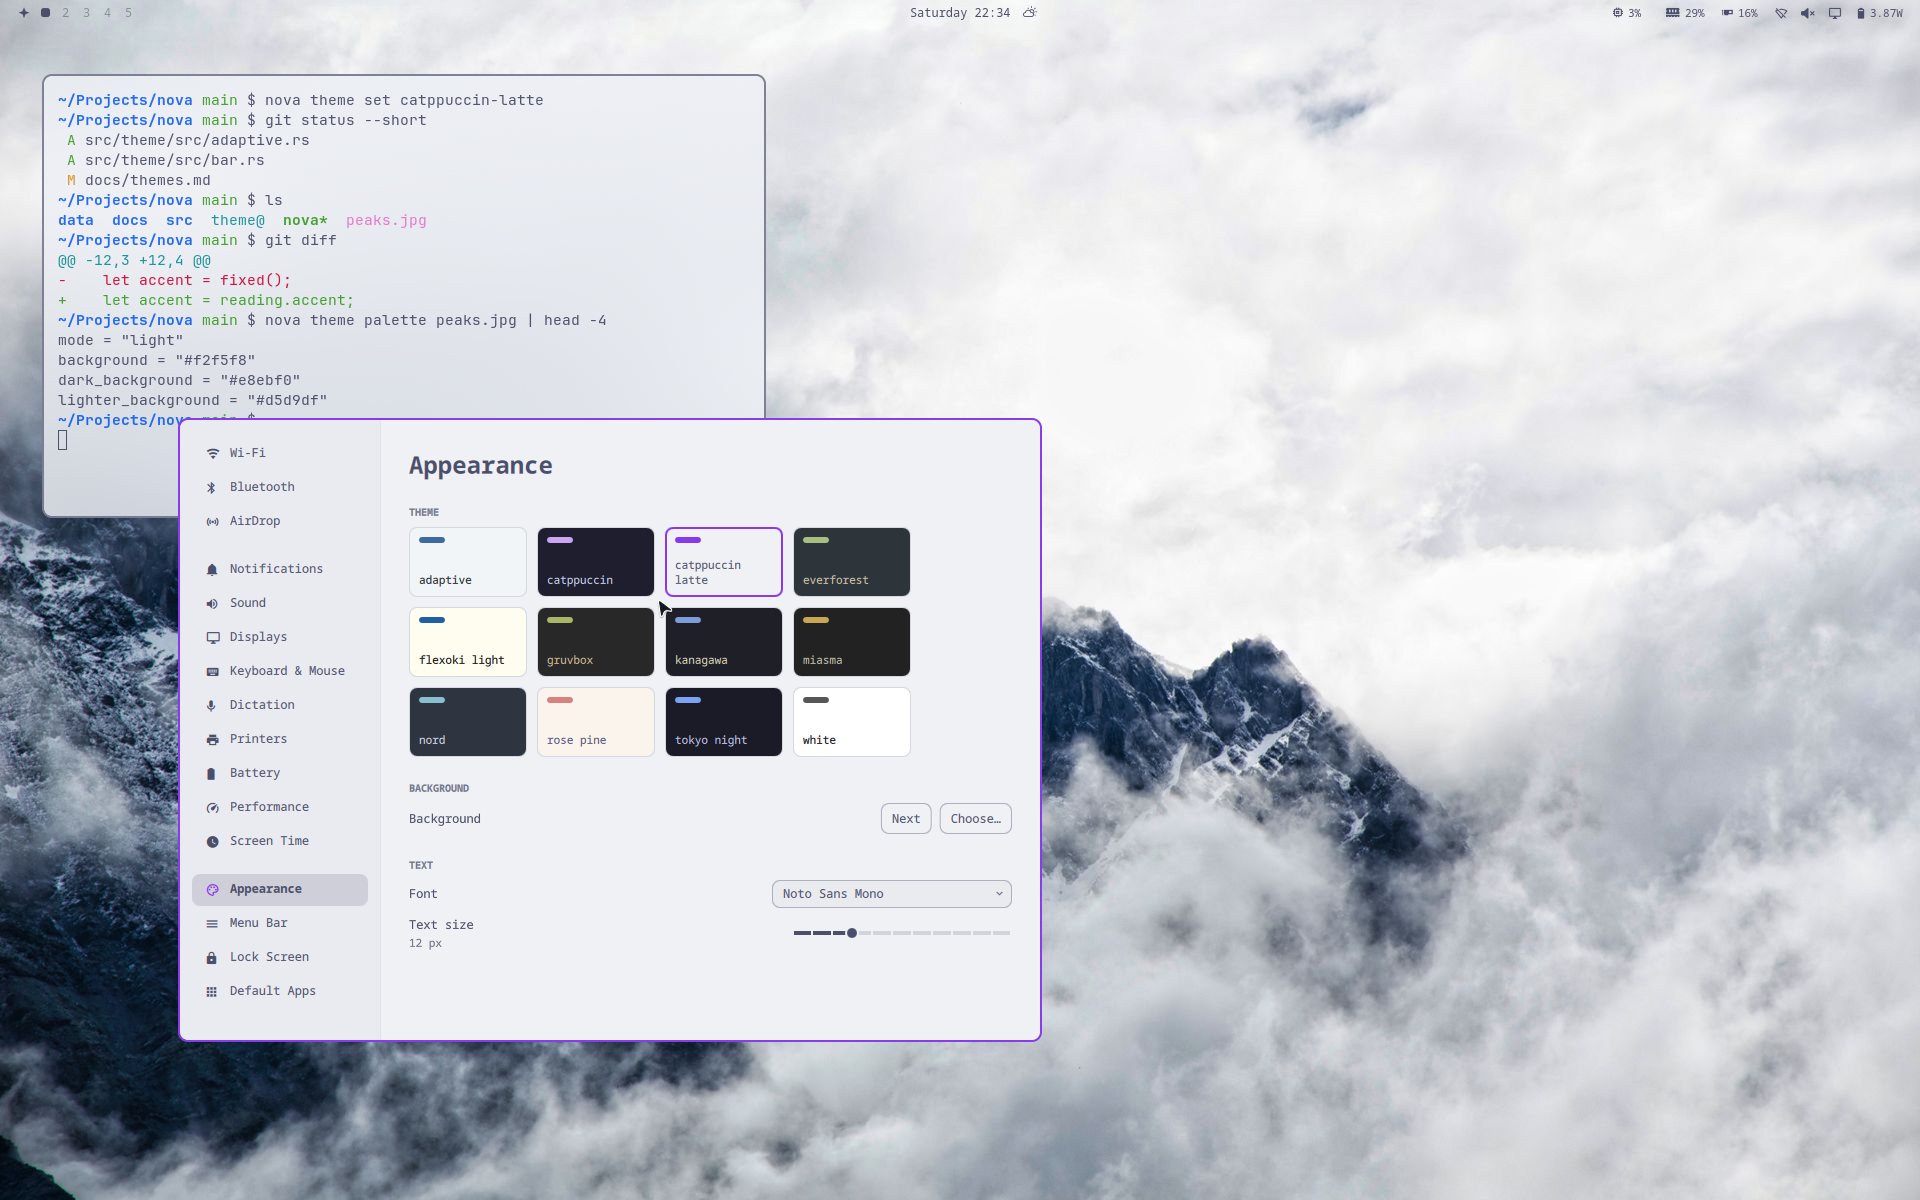 2 3 4 5
Saturday 22:34
3% 29% 16% 3.87W
~/Projects/nova main $ nova theme set catppuccin-latte
~/Projects/nova main $ git status --short
A src/theme/src/adaptive.rs
A src/theme/src/bar.rs
M docs/themes.md
~/Projects/nova main $ ls
data docs src theme@ nova* peaks.jpg
~/Projects/nova main $ git diff
@@ -12,3 +12,4 @@
-    let accent = fixed();
+    let accent = reading.accent;
~/Projects/nova main $ nova theme palette peaks.jpg | head -4
mode = "light"
background = "#f2f5f8"
dark_background = "#e8ebf0"
lighter_background = "#d5d9df"
~/Projects/nova main $
Wi-Fi
Bluetooth
AirDrop
Notifications
Sound
Displays
Keyboard & Mouse
Dictation
Printers
Battery
Performance
Screen Time
Appearance
Menu Bar
Lock Screen
Default Apps
Appearance
THEME
adaptive
catppuccin
catppuccin
latte
everforest
flexoki light
gruvbox
kanagawa
miasma
nord
rose pine
tokyo night
white
BACKGROUND
Background
Next
Choose…
TEXT
Font
Noto Sans Mono
Text size
12 px